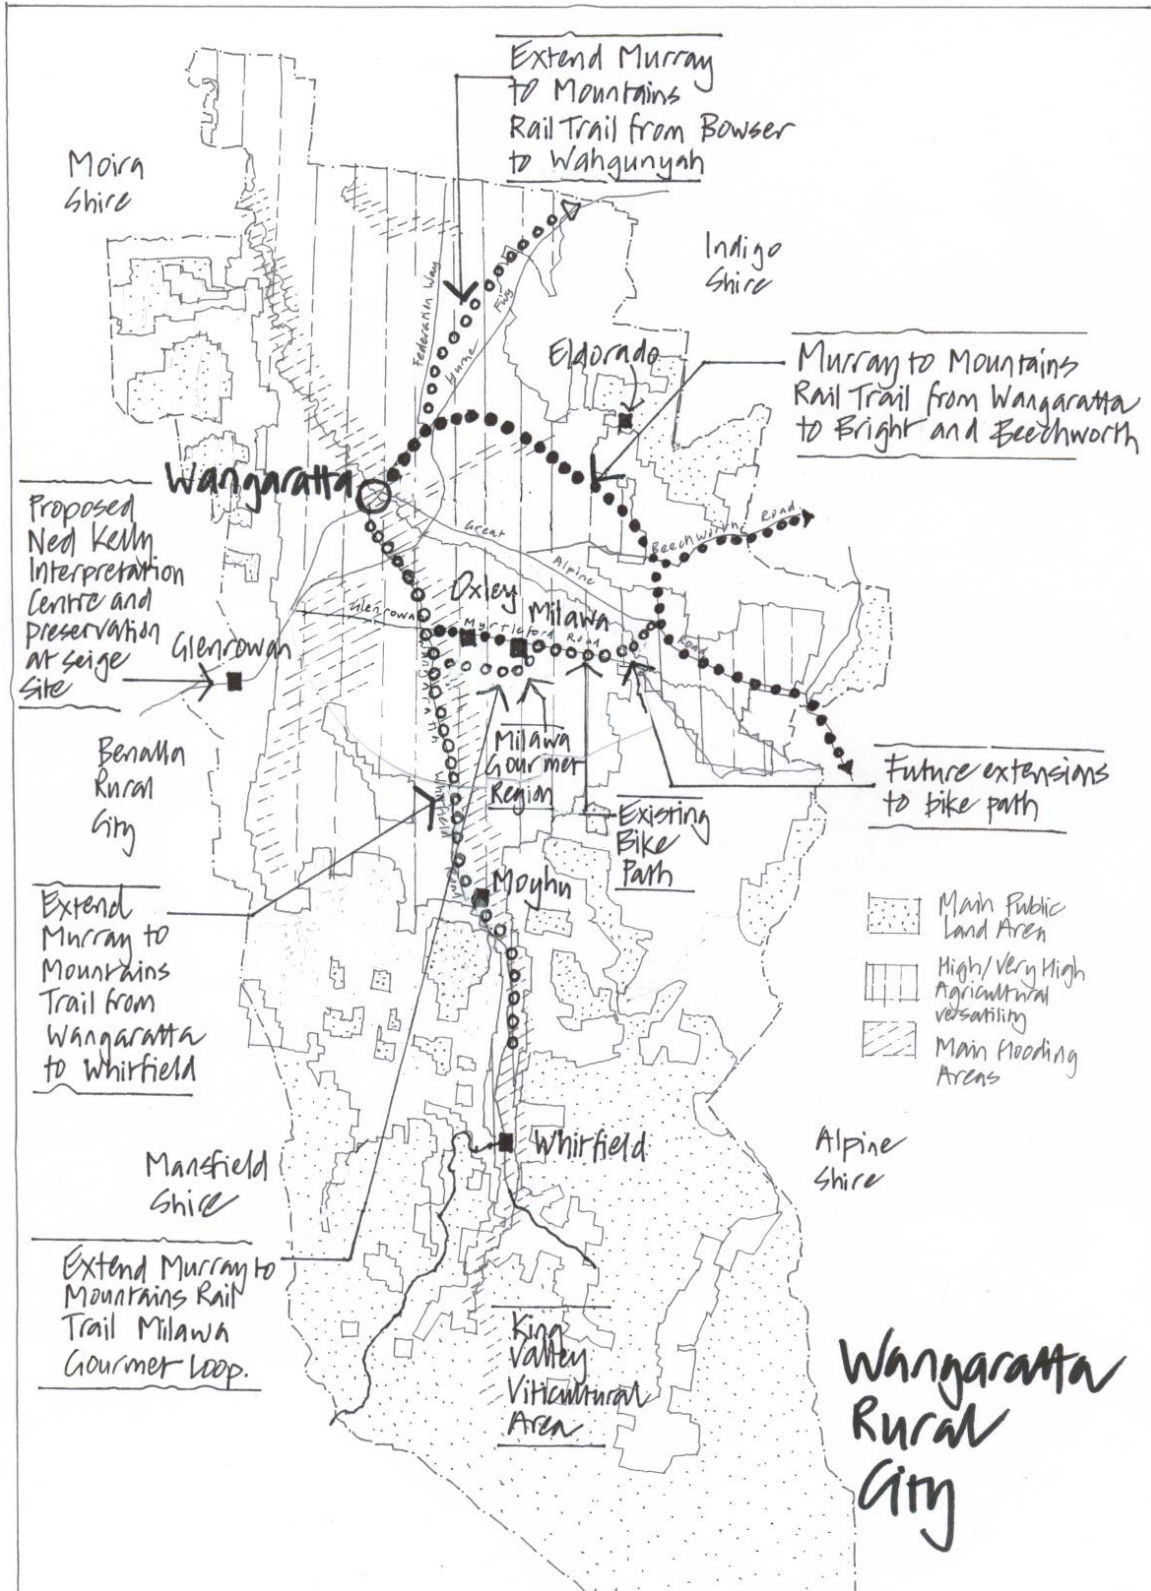 Extend Murray
to Mountains
Rail Trail from Bowser
to Wahgunyah
Moira
Shire
Indigo
Shire
Federation Way
Hume
Fwy
Eldorado
Murray to Mountains
Rail Trail from Wangaratta
to Bright and Beechworth
Wangaratta
Proposed
Ned Kelly
Interpretation
Centre and
preservation
at seige
site
Glenrowan
Great
Alpine
Road
Beechworth Road
Oxley
Milawa
Glenrowan
Myrtleford Road
Wangaratta
Whitfield
Milawa
Gourmet
Region
Existing
Bike
Path
Future extensions
to bike path
Benalla
Rural
City
Extend
Murray to
Mountains
Trail from
Wangaratta
to Whitfield
Moyhu
Main Public
Land Area
High/Very High
Agricultural
versatility
Main Flooding
Areas
Whitfield
Mansfield
Shire
Alpine
Shire
Extend Murray to
Mountains Rail
Trail Milawa
Gourmet Loop.
King
Valley
Viticultural
Area
Wangaratta
Rural
City